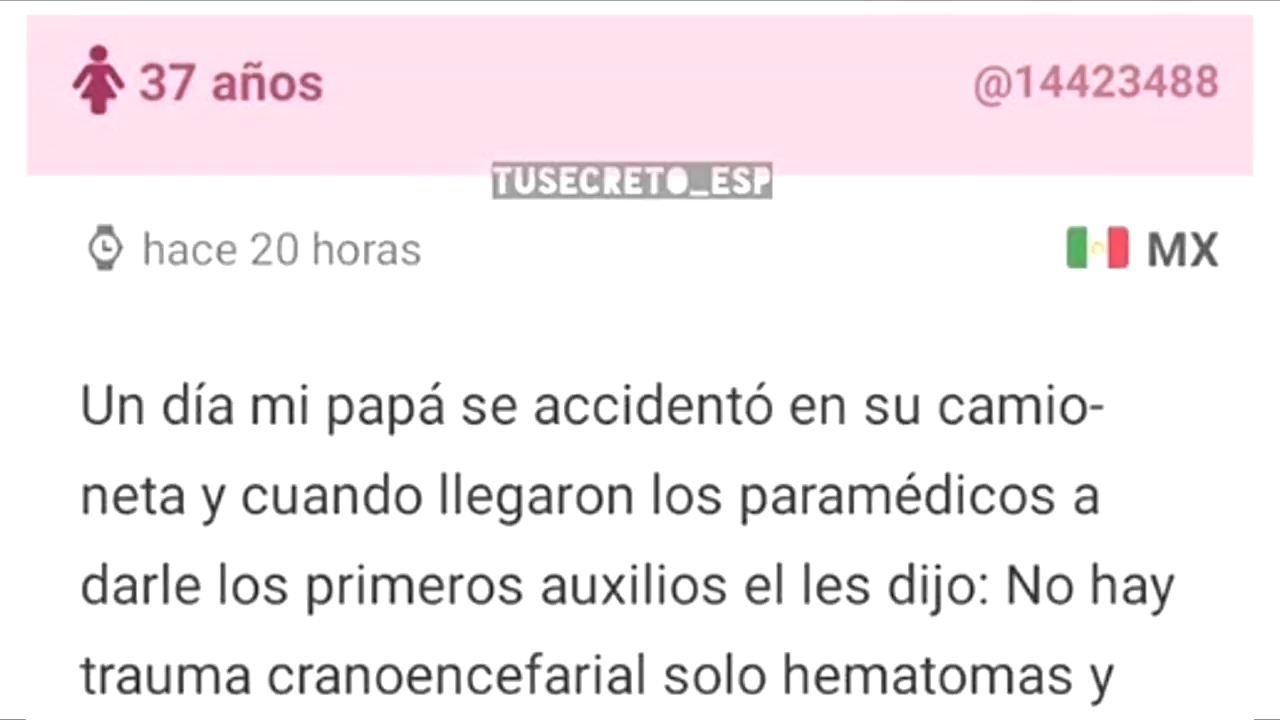 37 años
@14423488
TUSECRETO_ESP
hace 20 horas
MX
Un día mi papá se accidentó en su camio-
neta y cuando llegaron los paramédicos a
darle los primeros auxilios el les dijo: No hay
trauma cranoencefarial solo hematomas y